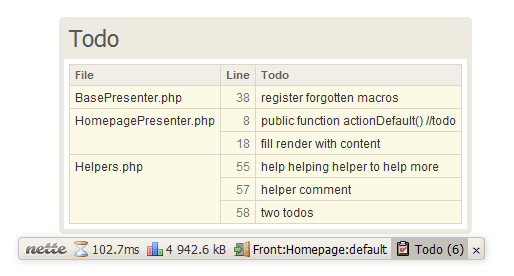 Todo
File Line Todo
BasePresenter.php 38 register forgotten macros
HomepagePresenter.php 8 public function actionDefault() //todo
18 fill render with content
Helpers.php 55 help helping helper to help more
57 helper comment
58 two todos
nette 102.7ms 4 942.6 kB Front:Homepage:default Todo (6) ×